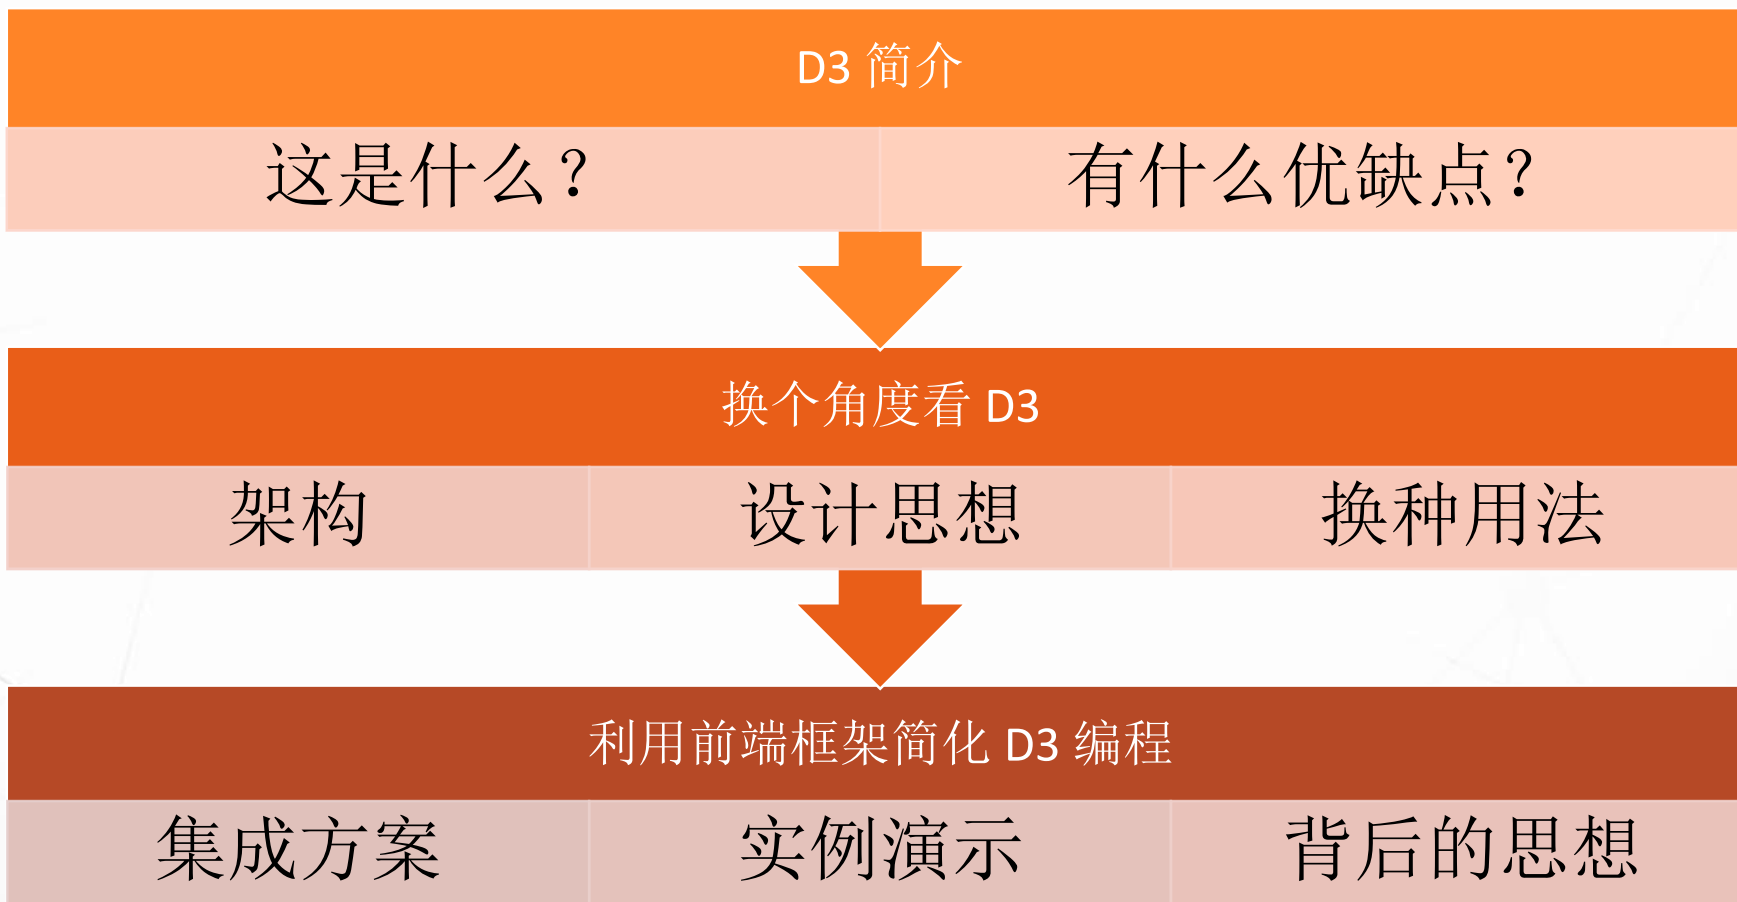 D3 简介
这是什么？ 有什么优缺点？
换个角度看 D3
架构 设计思想 换种用法
利用前端框架简化 D3 编程
集成方案 实例演示 背后的思想